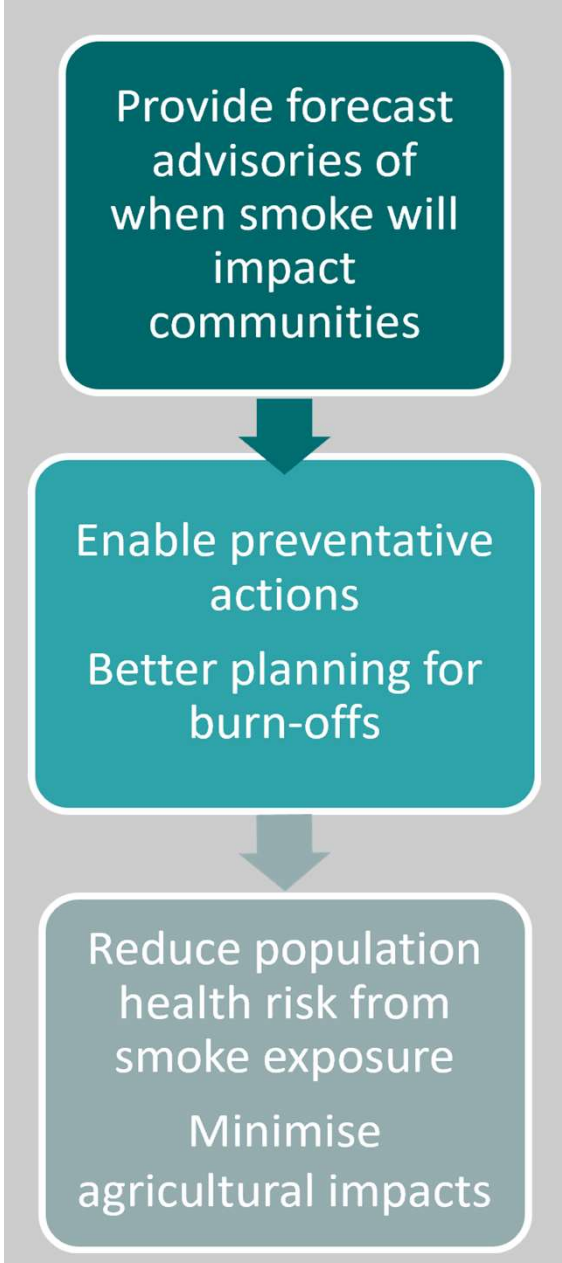 Provide forecast
advisories of
when smoke will
impact
communities
Enable preventative
actions
Better planning for
burn-offs
Reduce population
health risk from
smoke exposure
Minimise
agricultural impacts